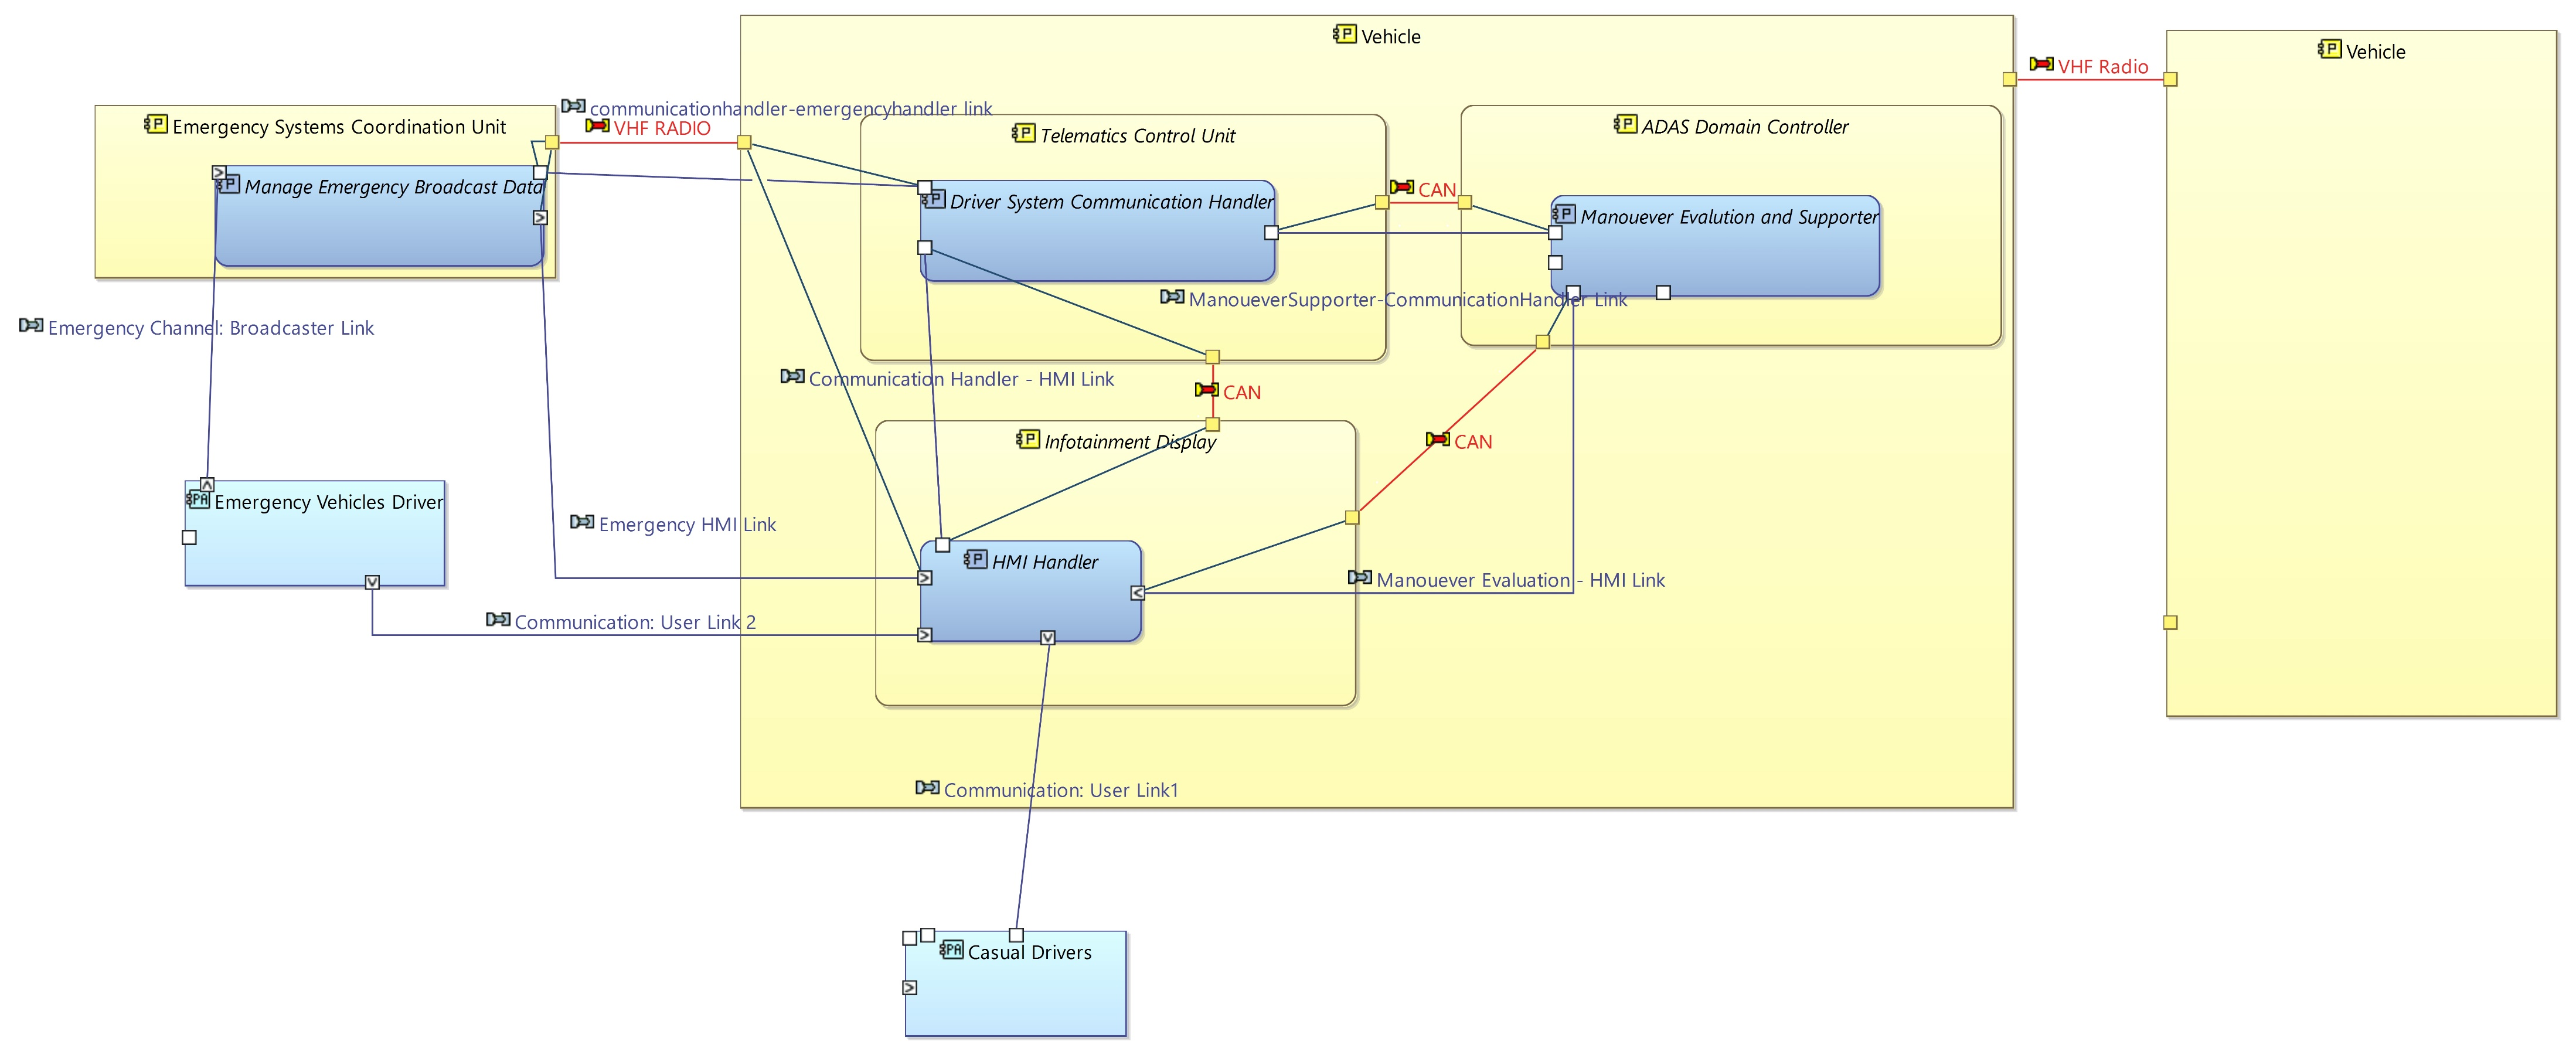 Vehicle
Vehicle
VHF Radio
communicationhandler-emergencyhandler link
Emergency Systems Coordination Unit
VHF RADIO
Telematics Control Unit
ADAS Domain Controller
Manage Emergency Broadcast Data
Driver System Communication Handler
CAN
Manouever Evalution and Supporter
ManoueverSupporter-CommunicationHandler Link
Emergency Channel: Broadcaster Link
Communication Handler - HMI Link
CAN
Infotainment Display
CAN
Emergency Vehicles Driver
Emergency HMI Link
HMI Handler
Manouever Evaluation - HMI Link
Communication: User Link 2
Communication: User Link1
Casual Drivers
P
P
P
P
P
P
P
P
P
P
PA
PA